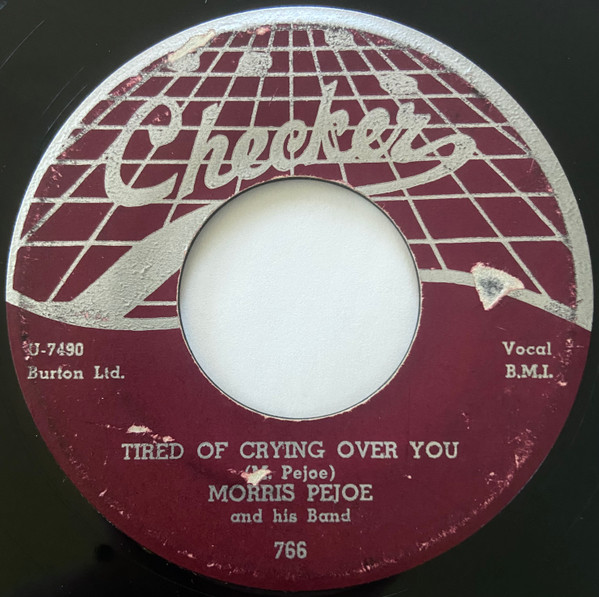 Checker
U-7490
Burton Ltd.
Vocal
B.M.I.
TIRED OF CRYING OVER YOU
(M. Pejoe)
MORRIS PEJOE
and his Band
766